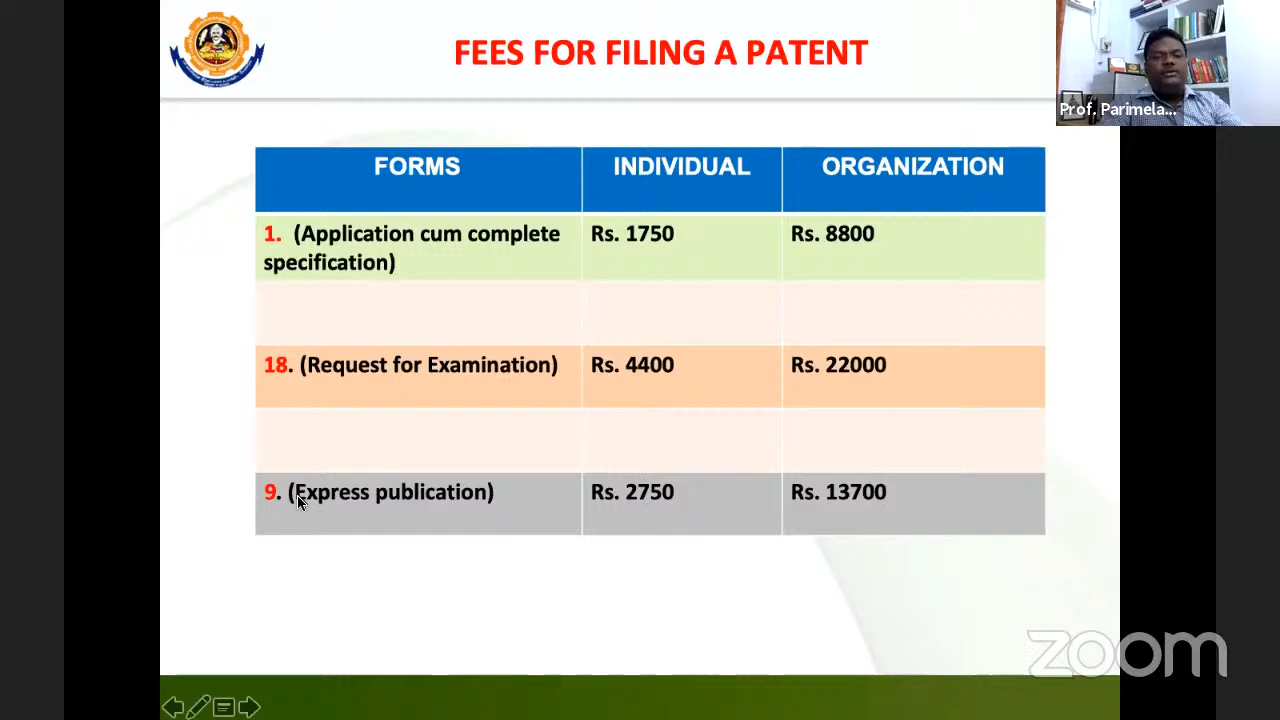 FEES FOR FILING A PATENT
Prof. Parimela...
FORMS INDIVIDUAL ORGANIZATION
1. (Application cum complete Rs. 1750 Rs. 8800
specification)
18. (Request for Examination) Rs. 4400 Rs. 22000
9. (Express publication) Rs. 2750 Rs. 13700
zoom